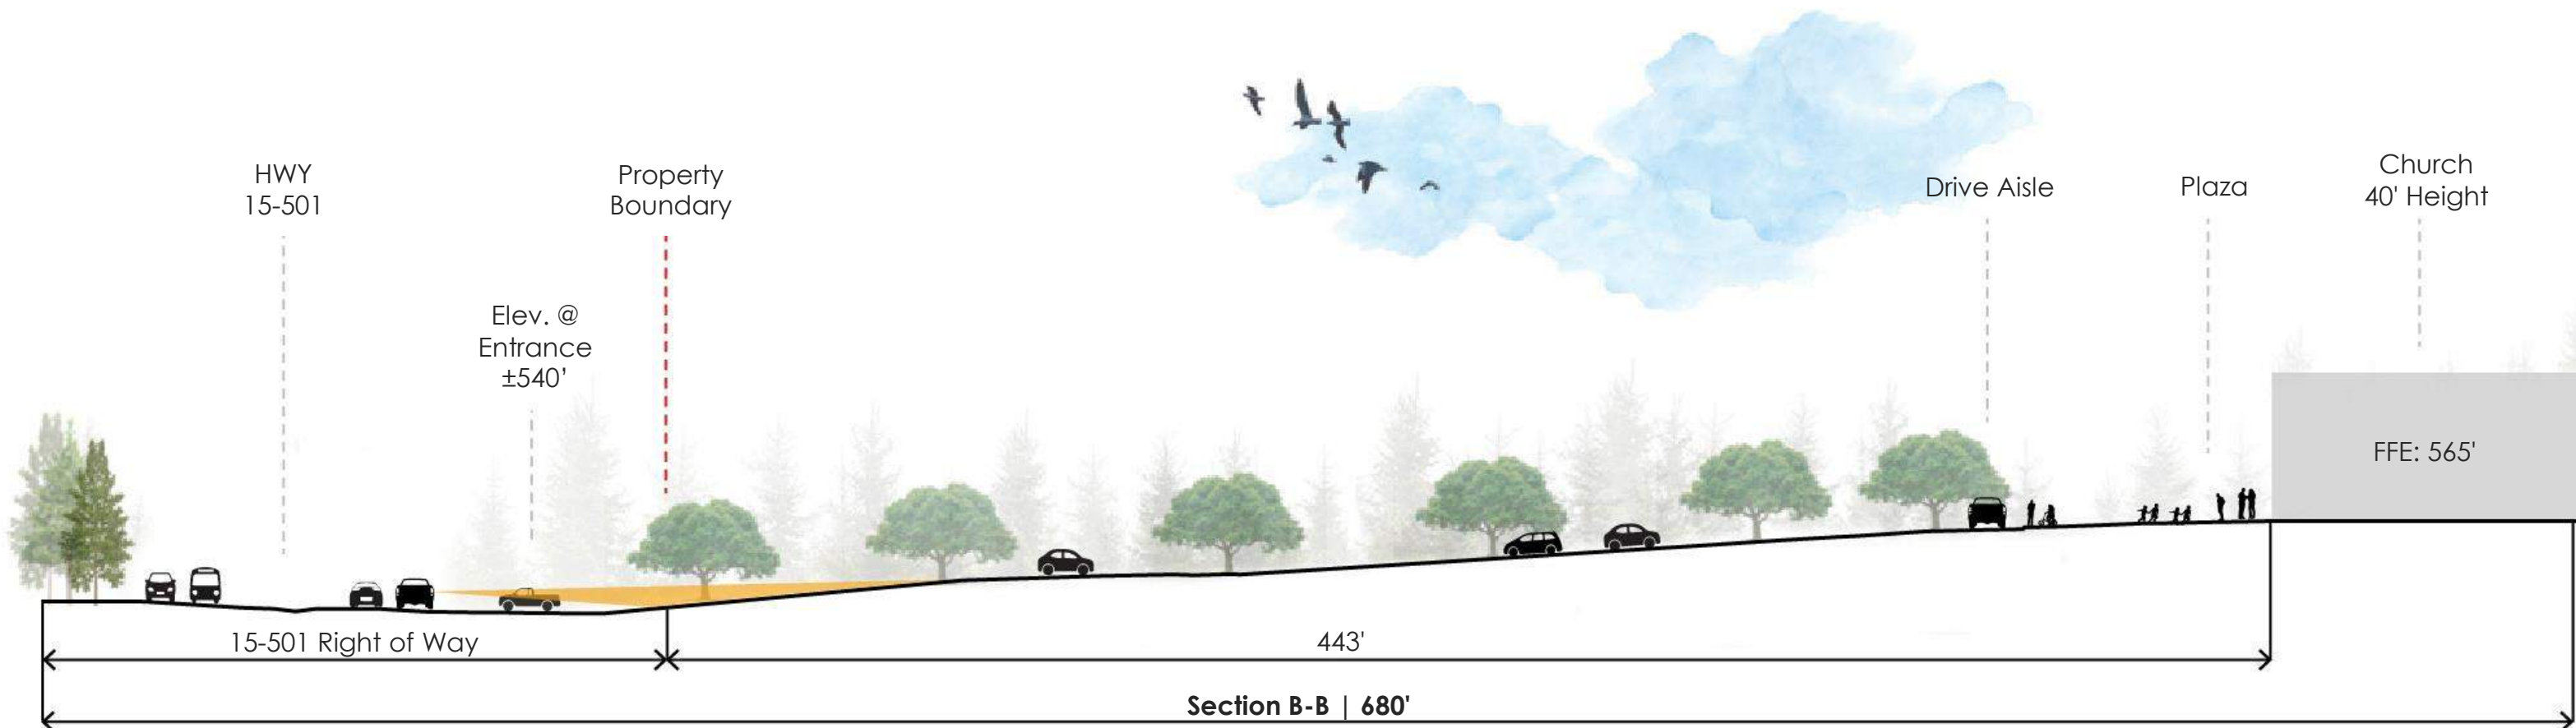 HWY
15-501
Property
Boundary
Elev. @
Entrance
±540’
Drive Aisle
Plaza
Church
40' Height
FFE: 565'
15-501 Right of Way
443'
Section B-B | 680'